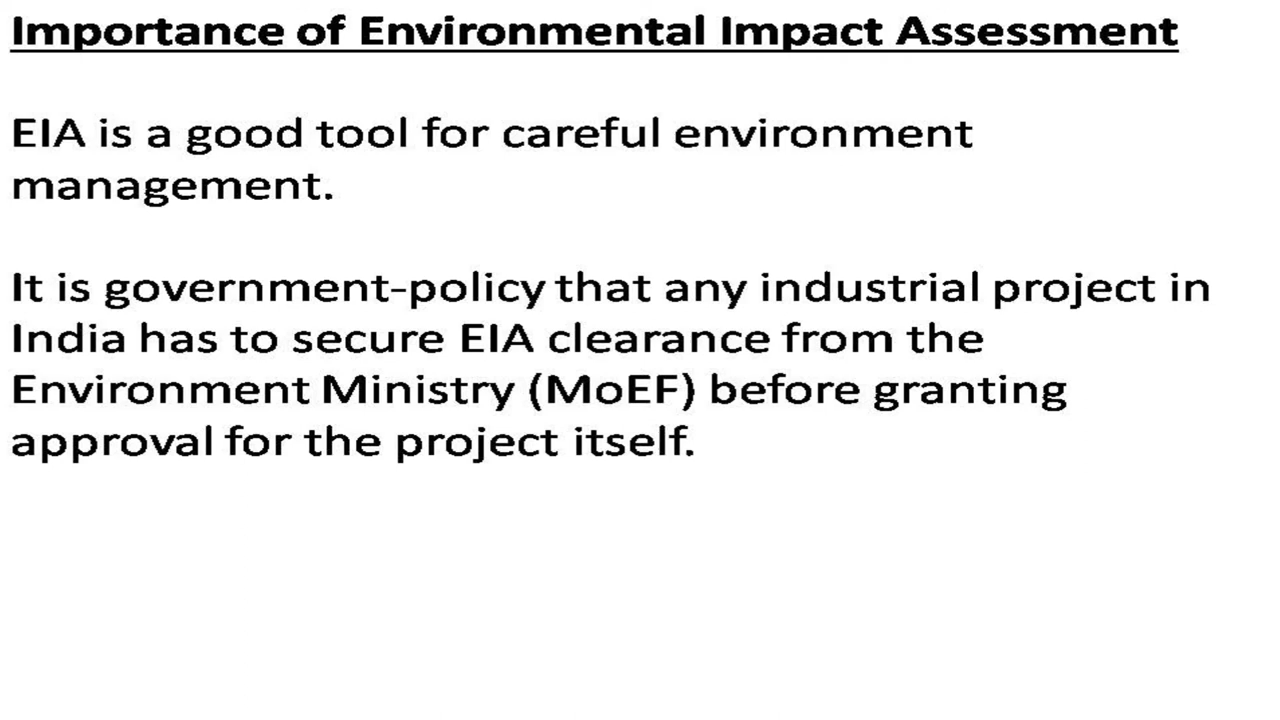 Importance of Environmental Impact Assessment
EIA is a good tool for careful environment
management.
It is government-policy that any industrial project in
India has to secure EIA clearance from the
Environment Ministry (MoEF) before granting
approval for the project itself.